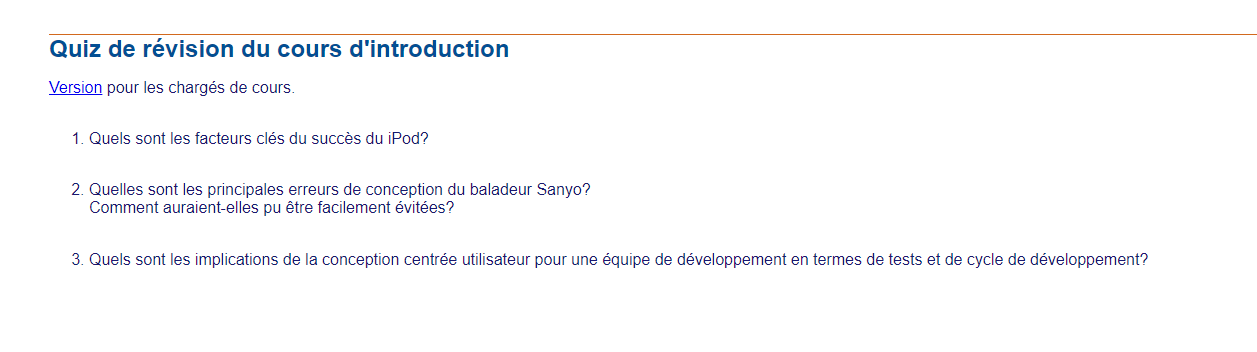 Quiz de révision du cours d'introduction
Version pour les chargés de cours.
1. Quels sont les facteurs clés du succès du iPod?
2. Quelles sont les principales erreurs de conception du baladeur Sanyo?
Comment auraient-elles pu être facilement évitées?
3. Quels sont les implications de la conception centrée utilisateur pour une équipe de développement en termes de tests et de cycle de développement?